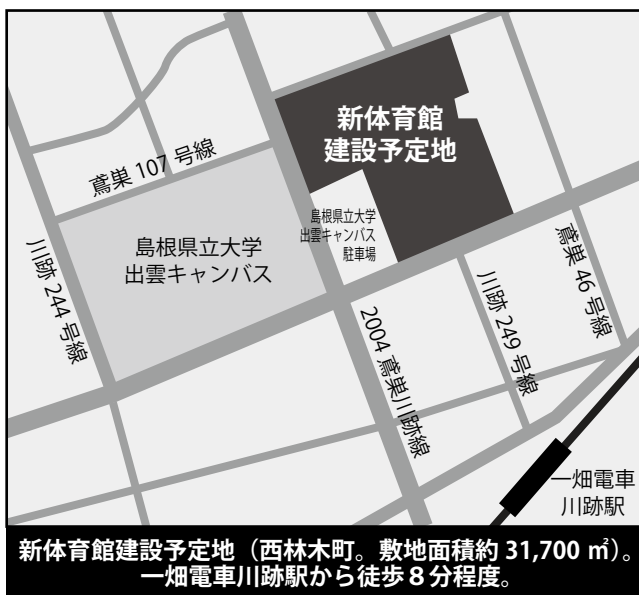 新体育館
建設予定地
鳶巣 107 号線
島根県立大学
出雲キャンパス
駐車場
島根県立大学
出雲キャンパス
川跡 244 号線
鳶巣 46 号線
川跡 249 号線
2004 鳶巣川跡線
一畑電車
川跡駅
新体育館建設予定地（西林木町。敷地面積約 31,700 ㎡）。
一畑電車川跡駅から徒歩８分程度。